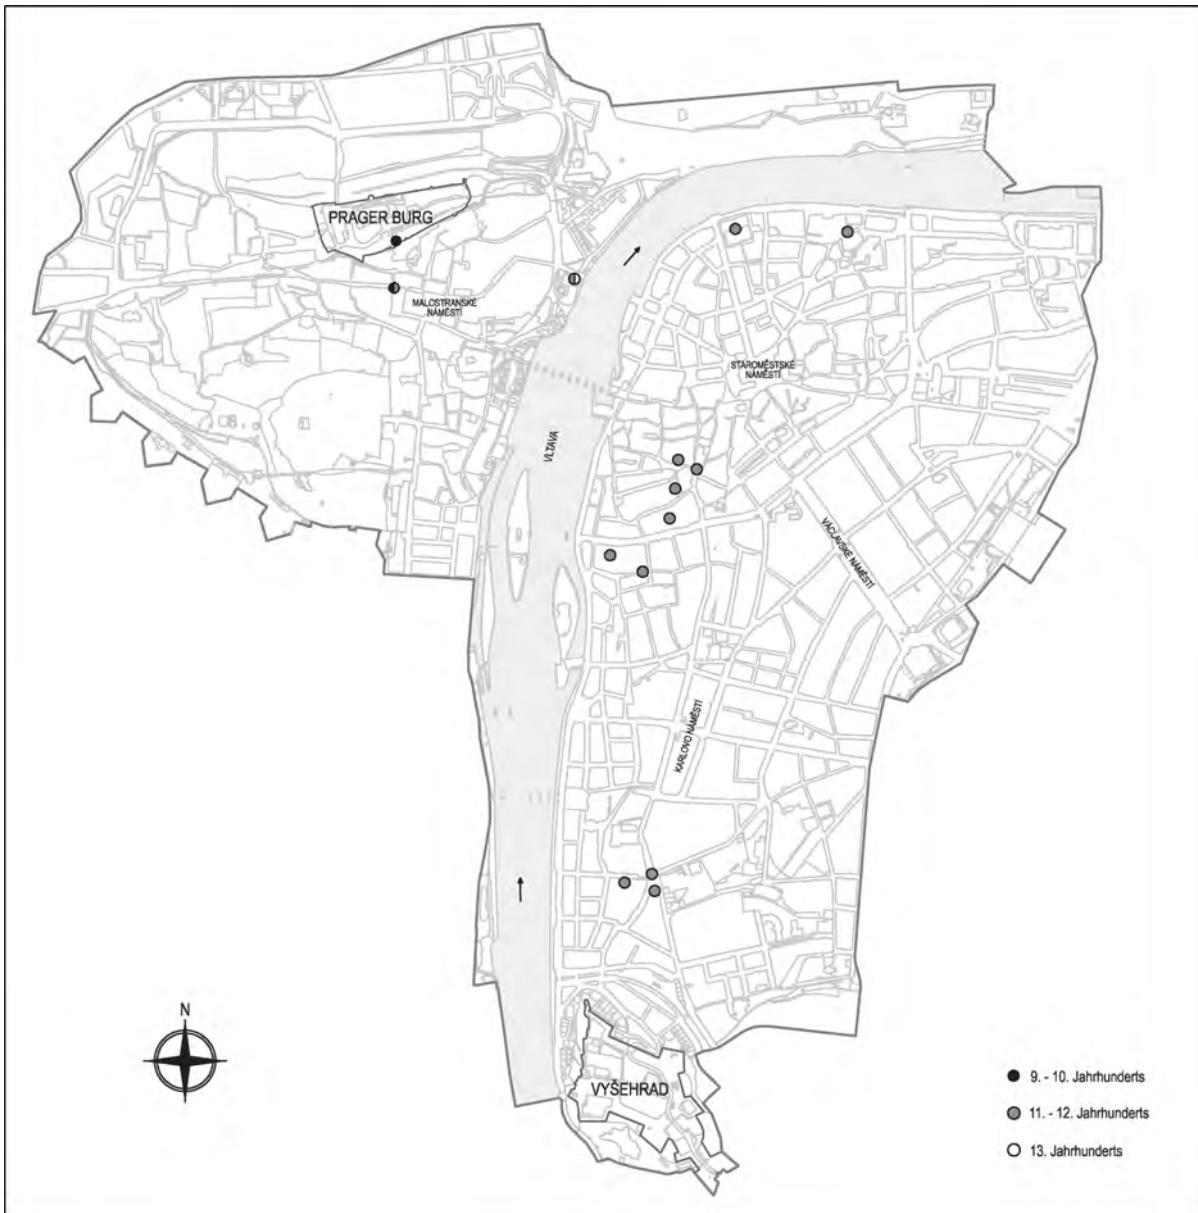 PRAGER BURG
MALOSTRANSKÉ
NÁMĚSTÍ
STAROMĚSTSKÉ
NÁMĚSTÍ
VLTAVA
VÁCLAVSKÉ NÁMĚSTÍ
KARLOVO NÁMĚSTÍ
N
VYŠEHRAD
9. - 10. Jahrhunderts
11. - 12. Jahrhunderts
13. Jahrhunderts